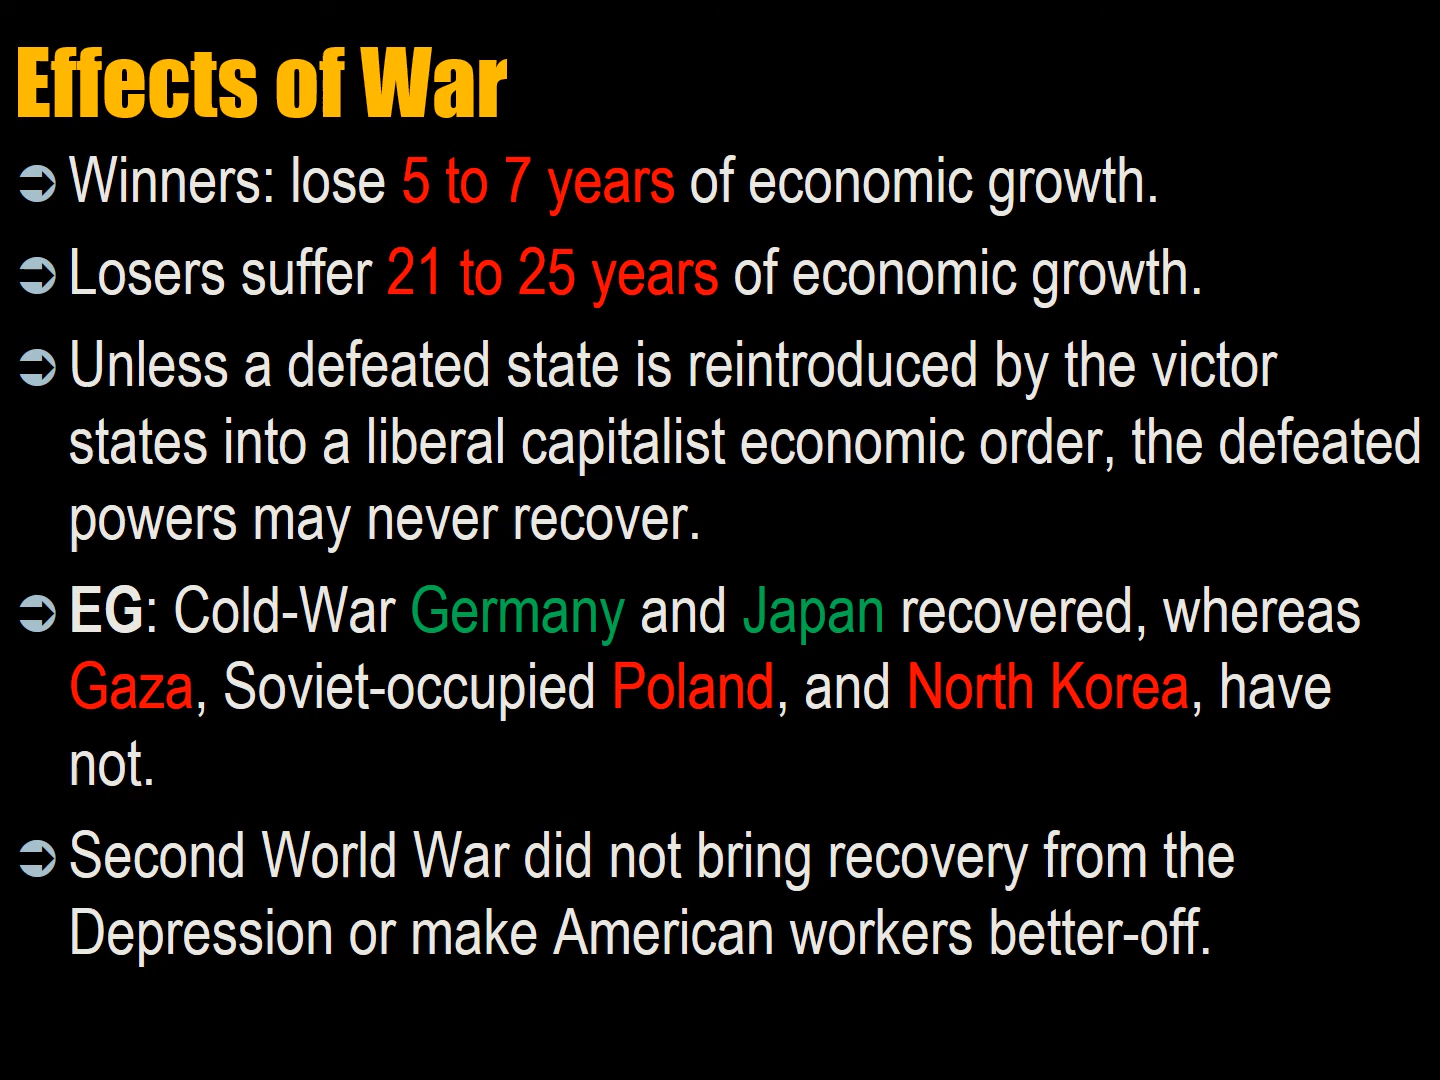 Effects of War
➲ Winners: lose 5 to 7 years of economic growth.
➲ Losers suffer 21 to 25 years of economic growth.
➲ Unless a defeated state is reintroduced by the victor
states into a liberal capitalist economic order, the defeated
powers may never recover.
➲ EG: Cold-War Germany and Japan recovered, whereas
Gaza, Soviet-occupied Poland, and North Korea, have
not.
➲ Second World War did not bring recovery from the
Depression or make American workers better-off.